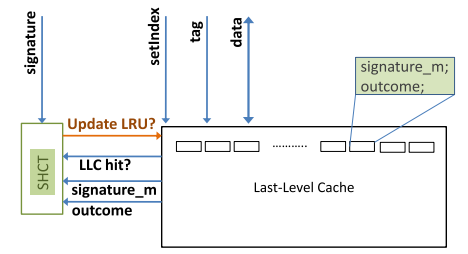 signature
setIndex
tag
data
signature_m;
outcome;
Update LRU?
SHCT
LLC hit?
signature_m
outcome
...........
Last-Level Cache